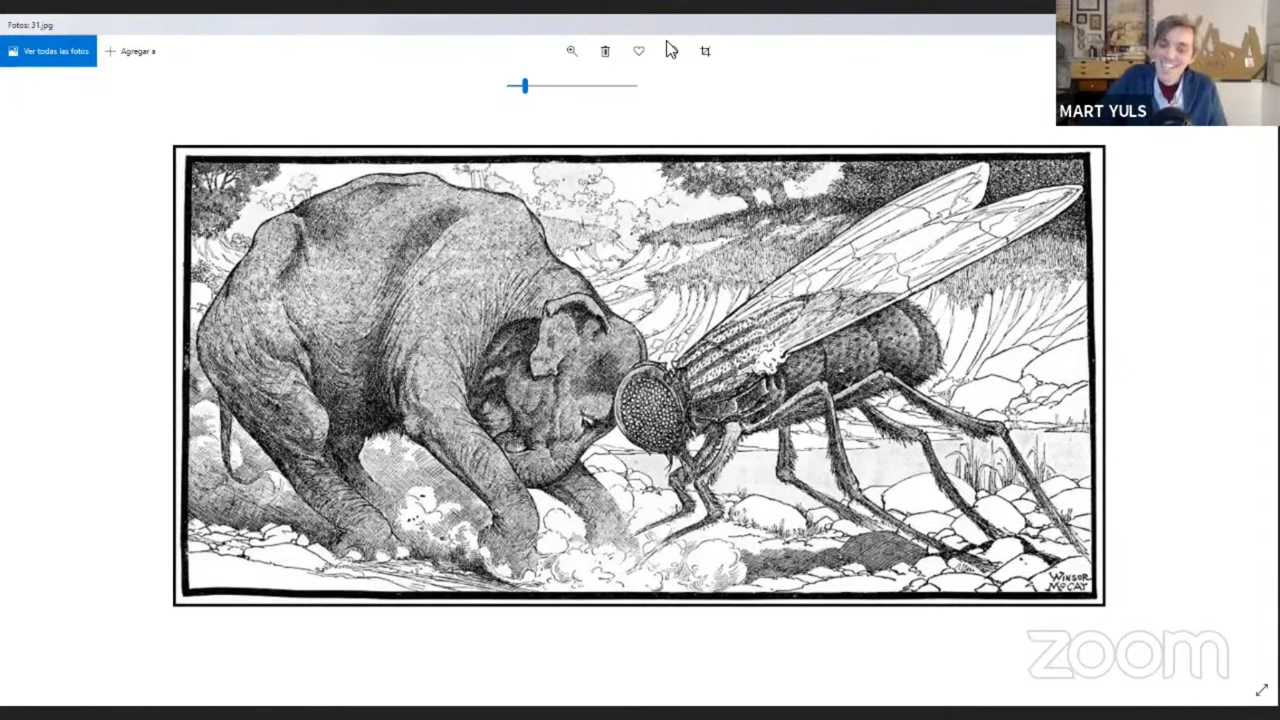 Fotos: 31.jpg
Ver todas las fotos
Agregar a
MART YULS
WINSOR
McCAY
zoom